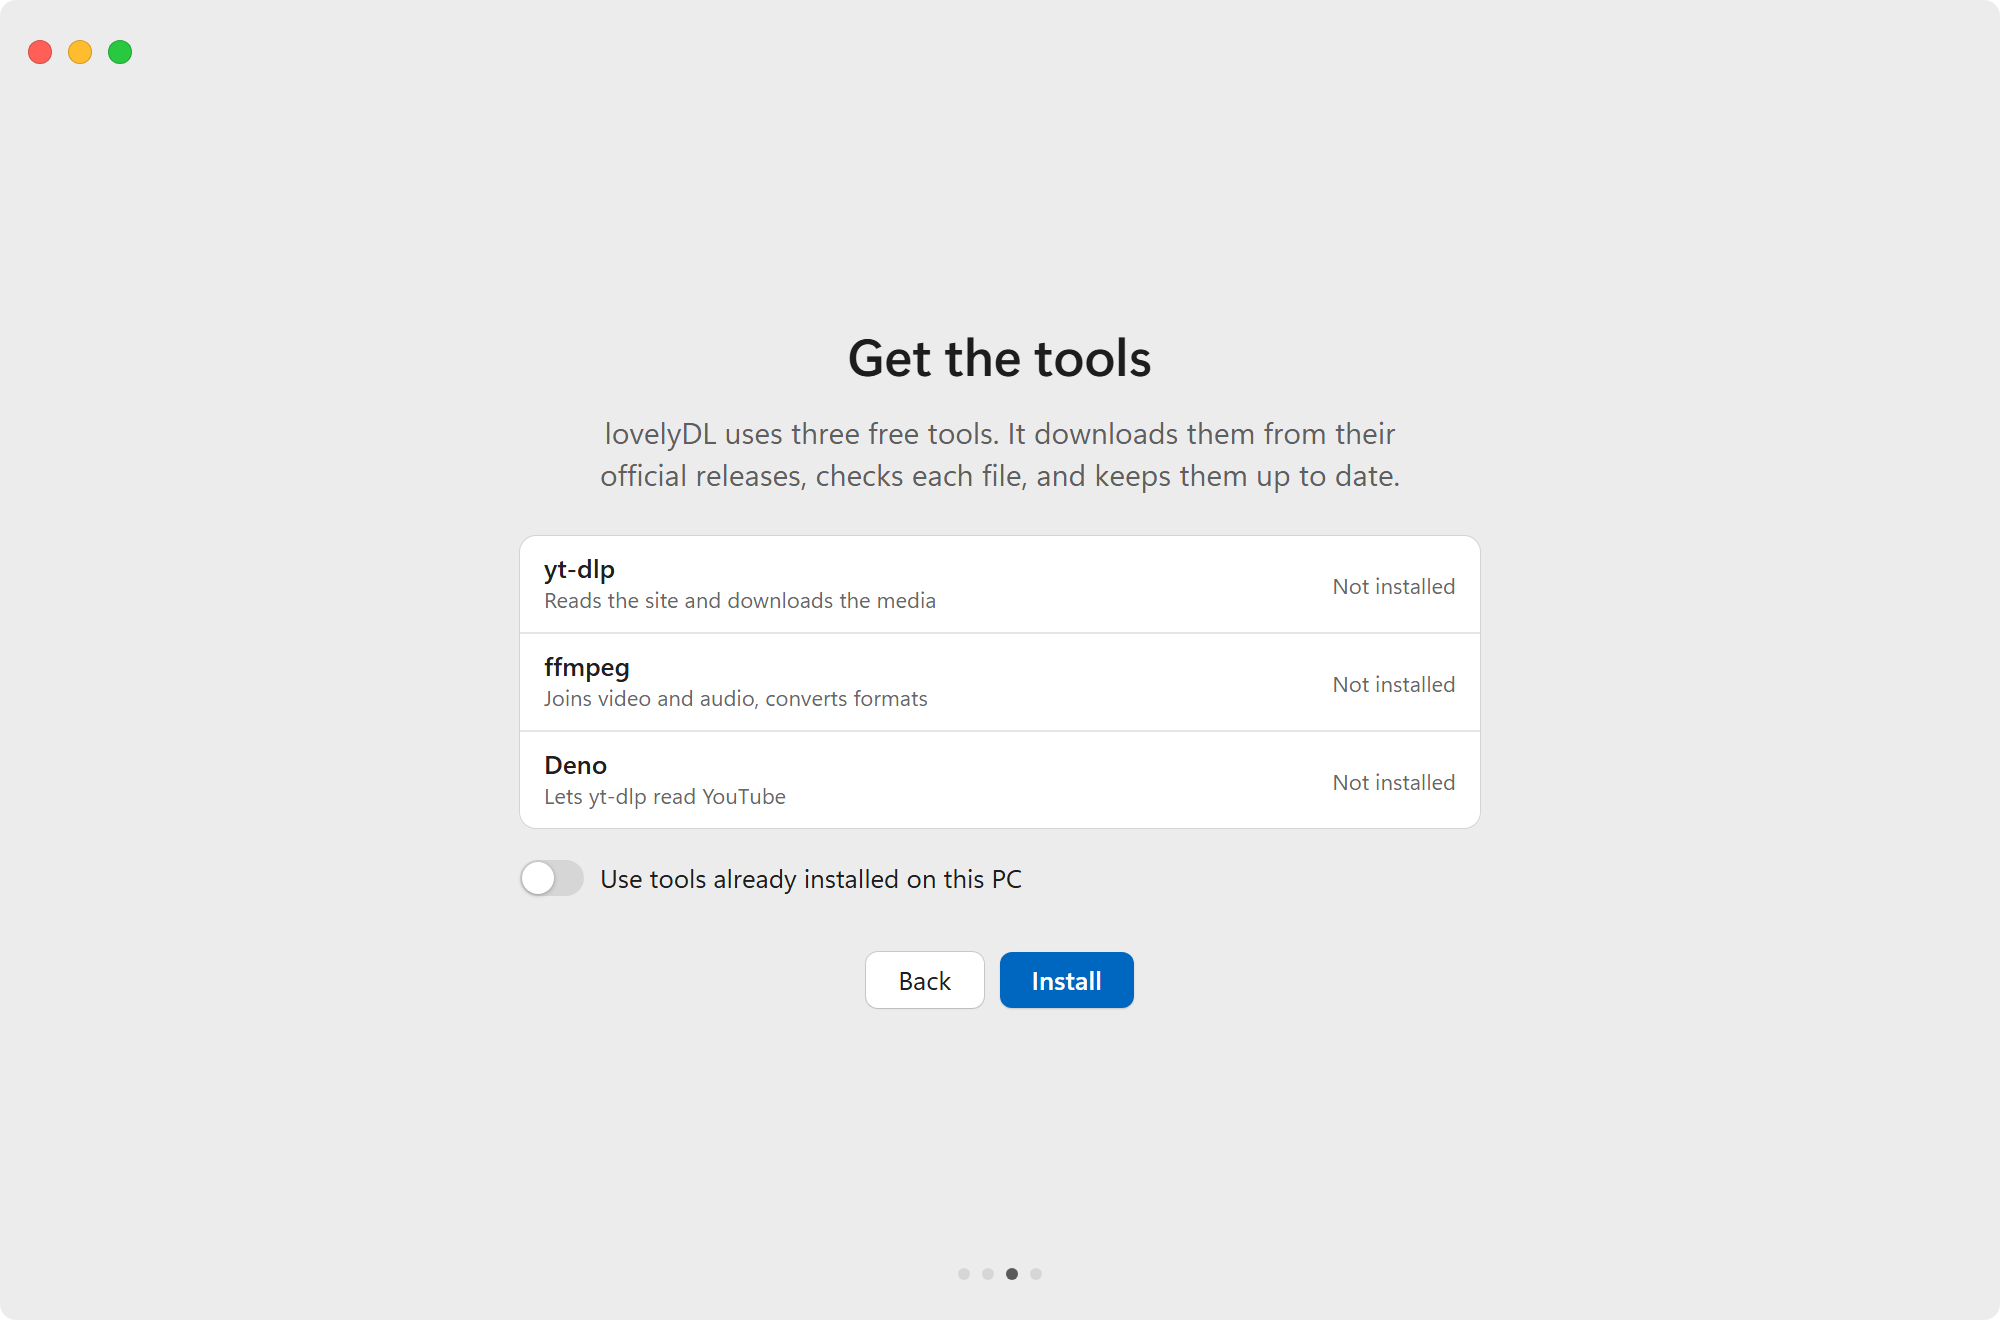 Get the tools
lovelyDL uses three free tools. It downloads them from their
official releases, checks each file, and keeps them up to date.
yt-dlp
Reads the site and downloads the media
Not installed
ffmpeg
Joins video and audio, converts formats
Not installed
Deno
Lets yt-dlp read YouTube
Not installed
Use tools already installed on this PC
Back
Install